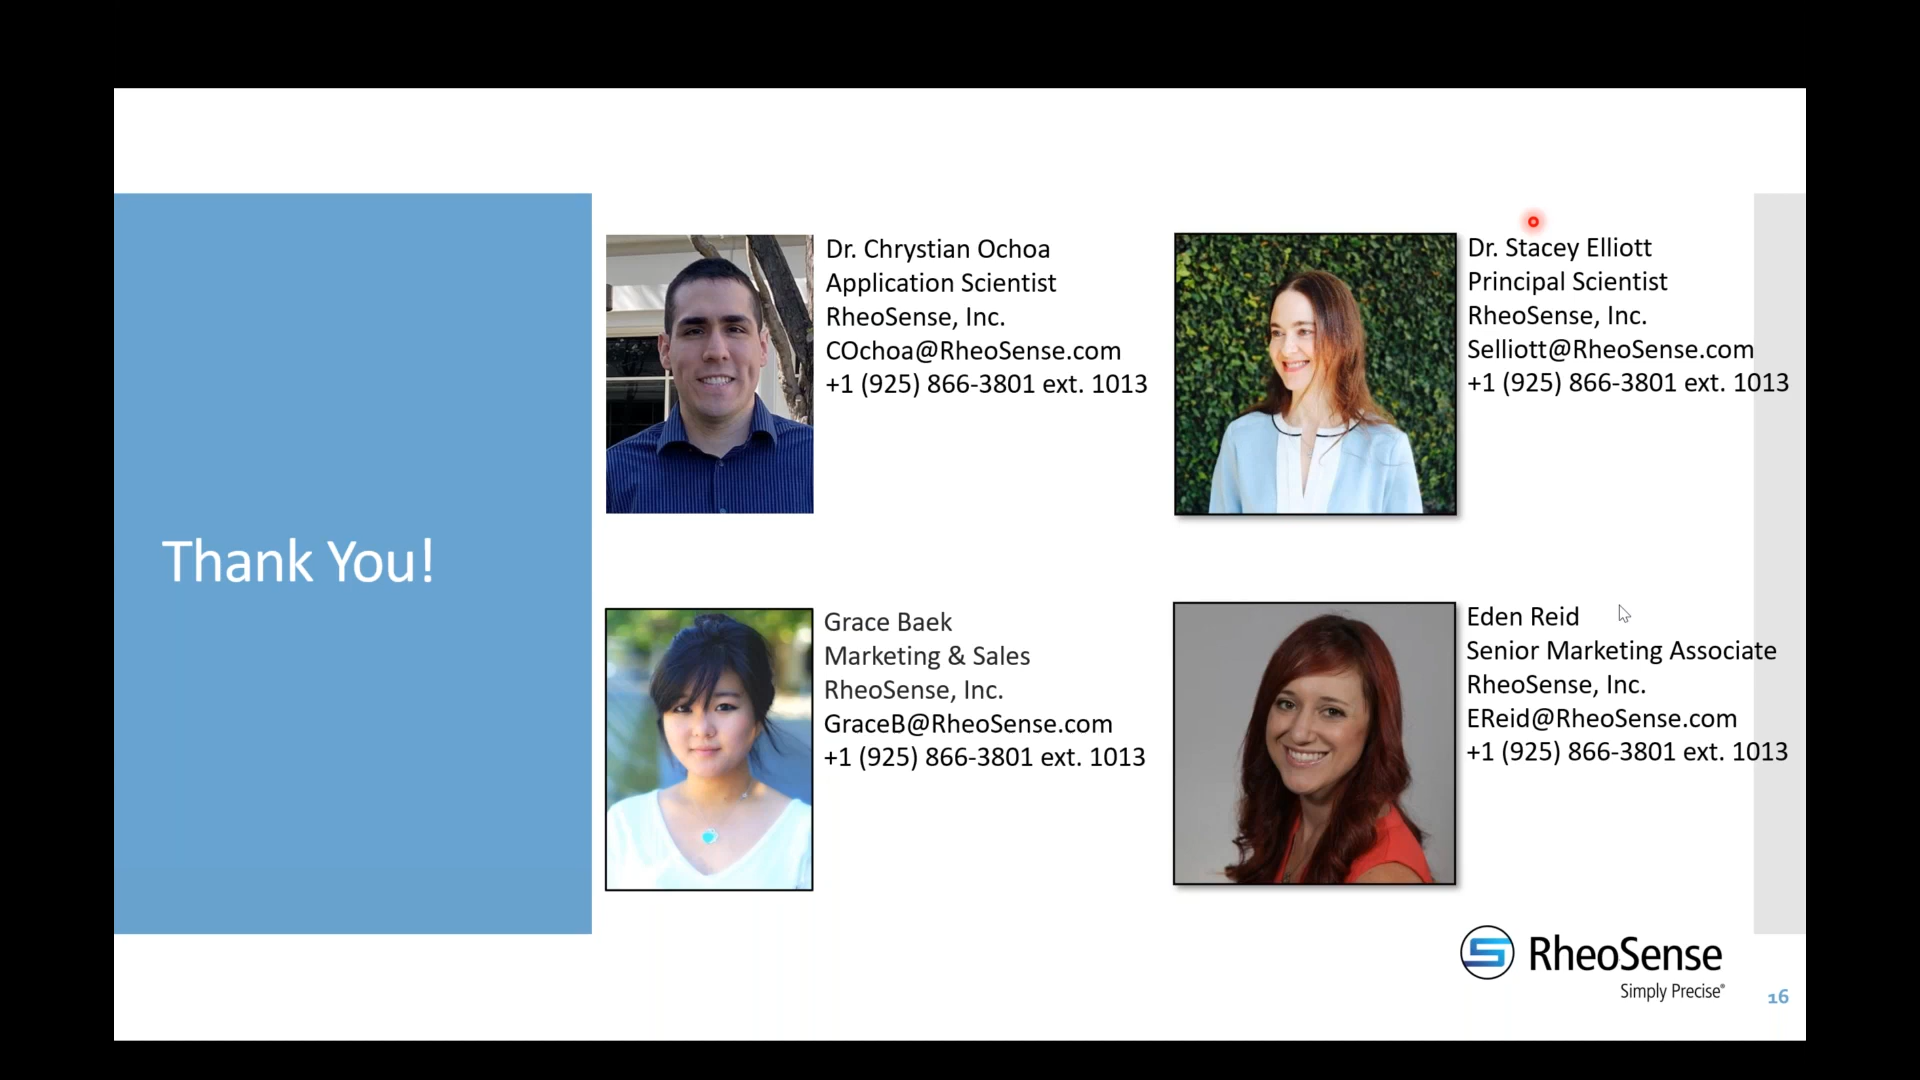 Thank You!
Dr. Chrystian Ochoa
Application Scientist
RheoSense, Inc.
COchoa@RheoSense.com
+1 (925) 866-3801 ext. 1013
Dr. Stacey Elliott
Principal Scientist
RheoSense, Inc.
Selliott@RheoSense.com
+1 (925) 866-3801 ext. 1013
Grace Baek
Marketing & Sales
RheoSense, Inc.
GraceB@RheoSense.com
+1 (925) 866-3801 ext. 1013
Eden Reid
Senior Marketing Associate
RheoSense, Inc.
EReid@RheoSense.com
+1 (925) 866-3801 ext. 1013
RheoSense
Simply Precise®
16